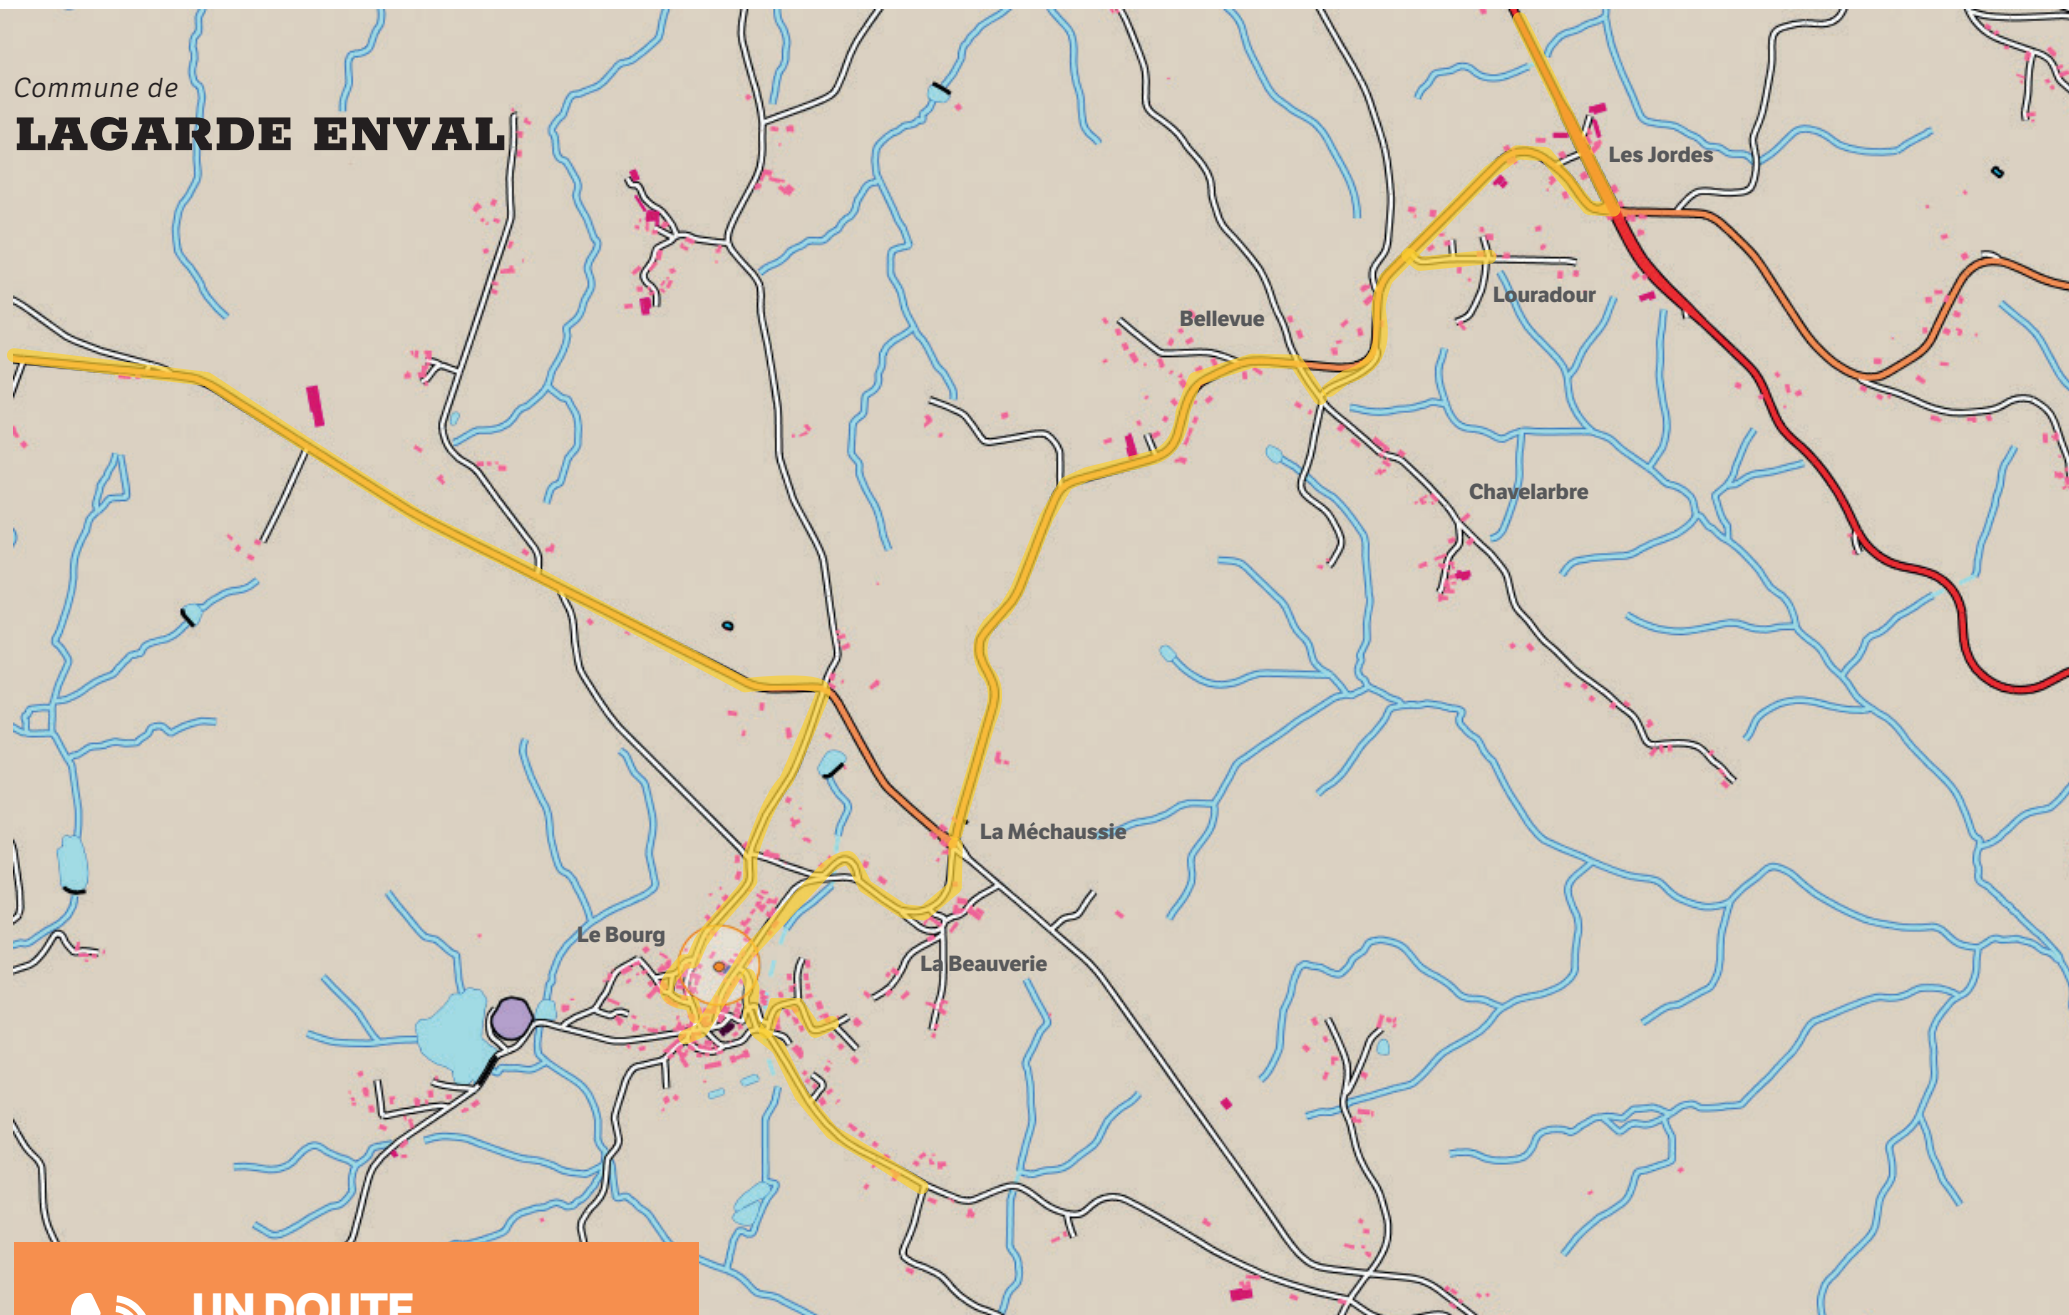 Commune de
LAGARDE ENVAL
Les Jordes
Louradour
Bellevue
Chavelarbre
La Méchaussie
Le Bourg
La Beauverie
UN DOUTE